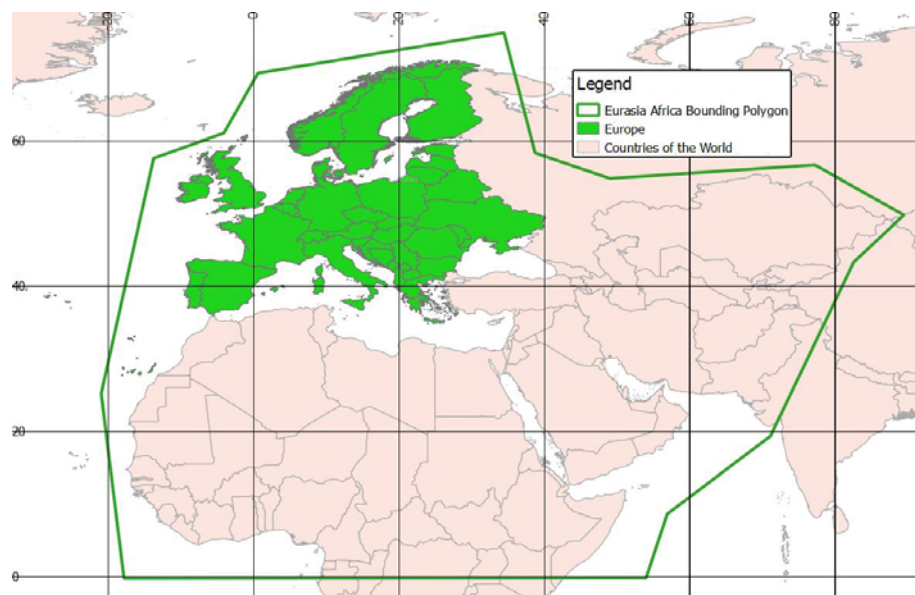 0 20 40 60 80
Legend
Eurasia Africa Bounding Polygon
Europe
Countries of the World
60
40
20
0